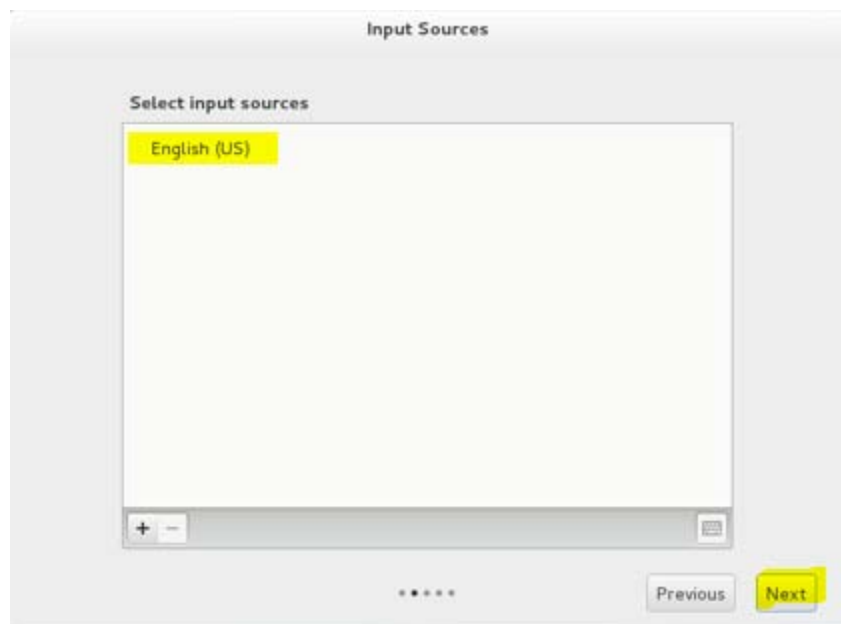 Input Sources
Select input sources
English (US)
+ -
Previous Next